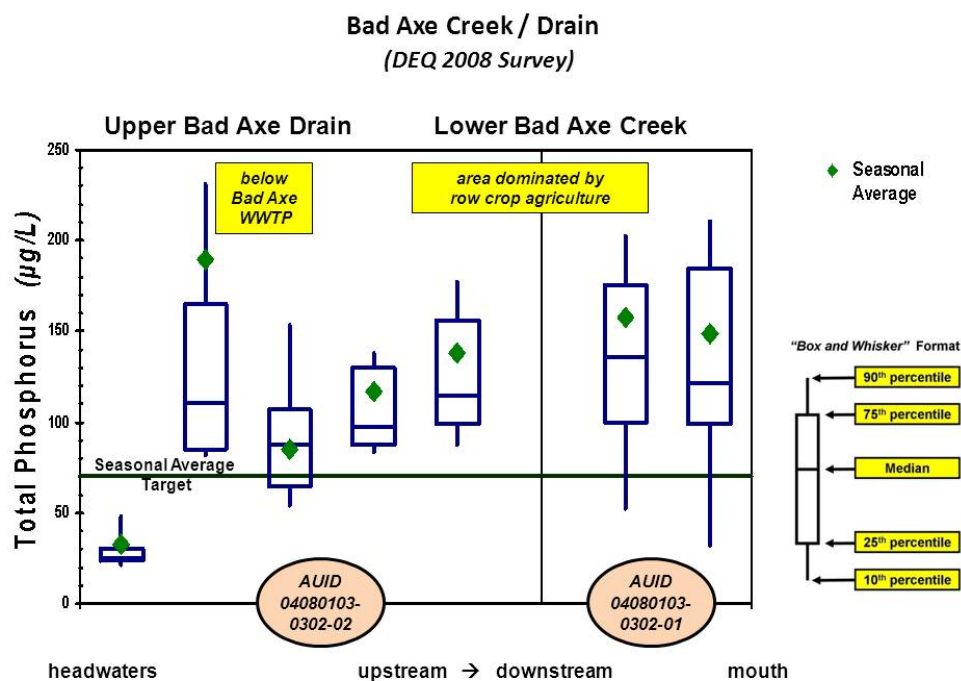 Bad Axe Creek / Drain
(DEQ 2008 Survey)
Upper Bad Axe Drain
Lower Bad Axe Creek
250
200
150
100
50
0
Total Phosphorus (µg/L)
below
Bad Axe
WWTP
area dominated by
row crop agriculture
Seasonal
Average
Seasonal Average
Target
"Box and Whisker" Format
90th percentile
75th percentile
Median
25th percentile
10th percentile
AUID
04080103-
0302-02
AUID
04080103-
0302-01
headwaters
upstream → downstream
mouth